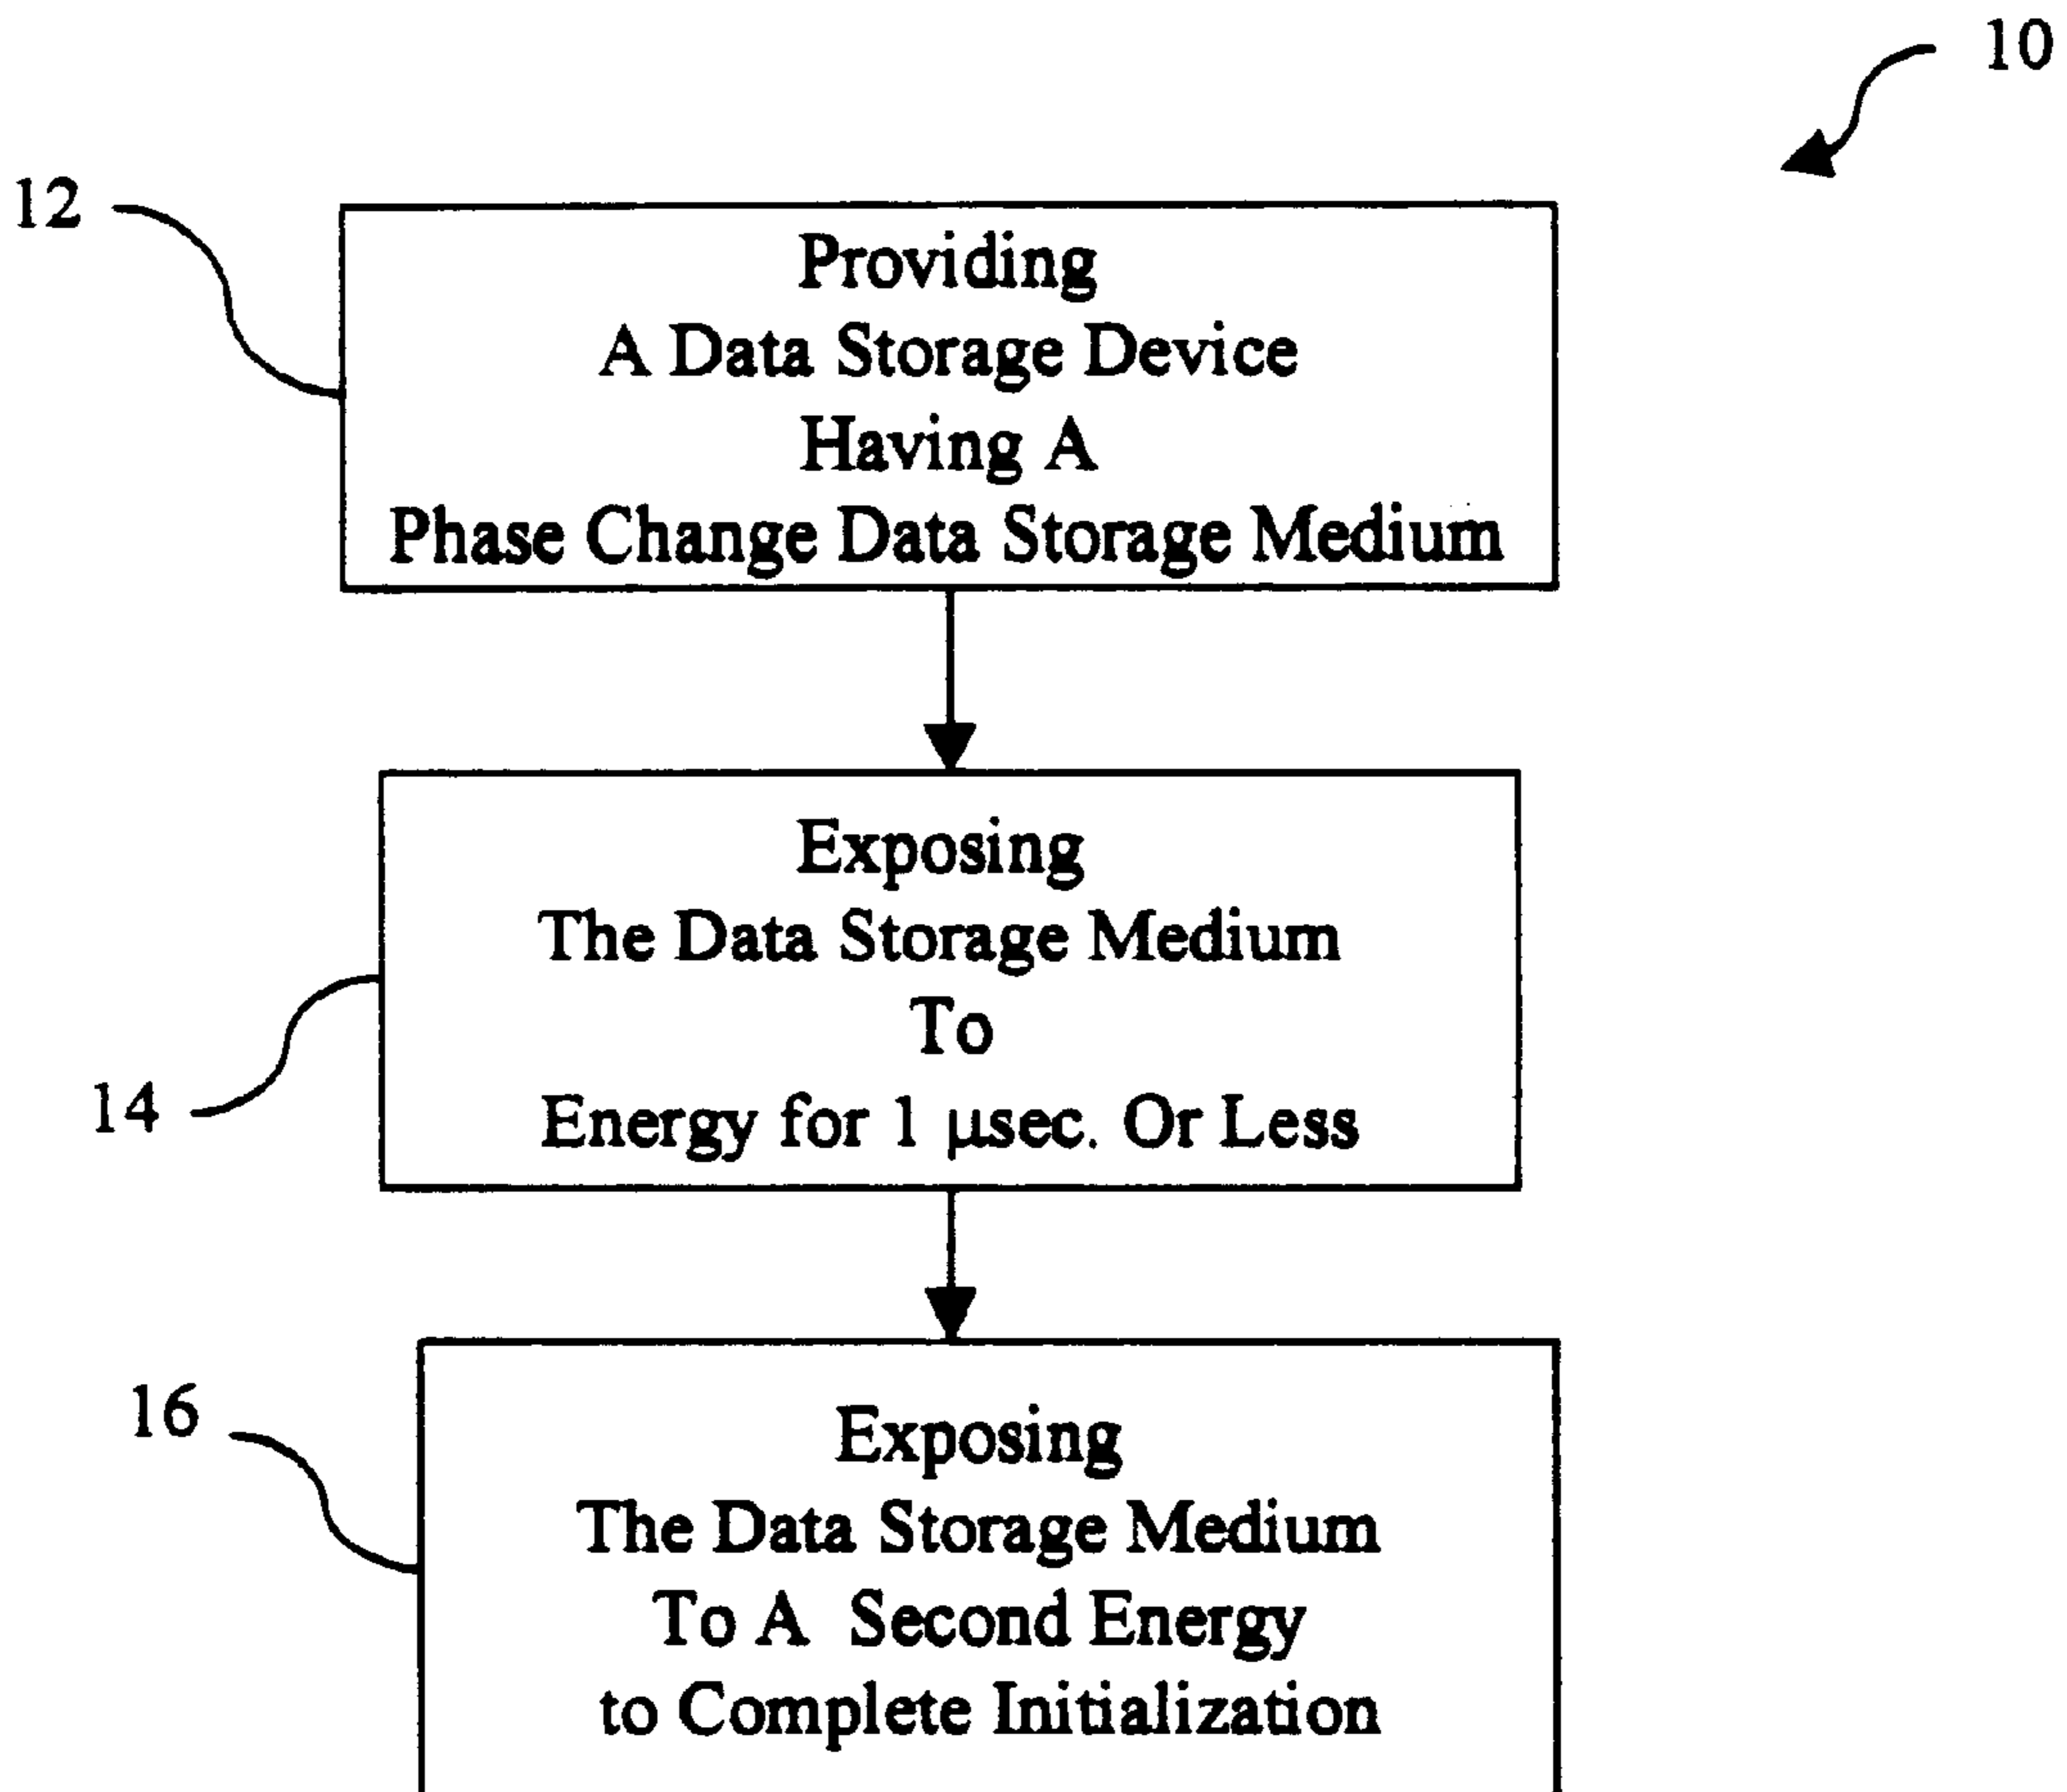 10
12
Providing
A Data Storage Device
Having A
Phase Change Data Storage Medium
Exposing
The Data Storage Medium
To
Energy for 1 µsec. Or Less
14
16
Exposing
The Data Storage Medium
To A Second Energy
to Complete Initialization